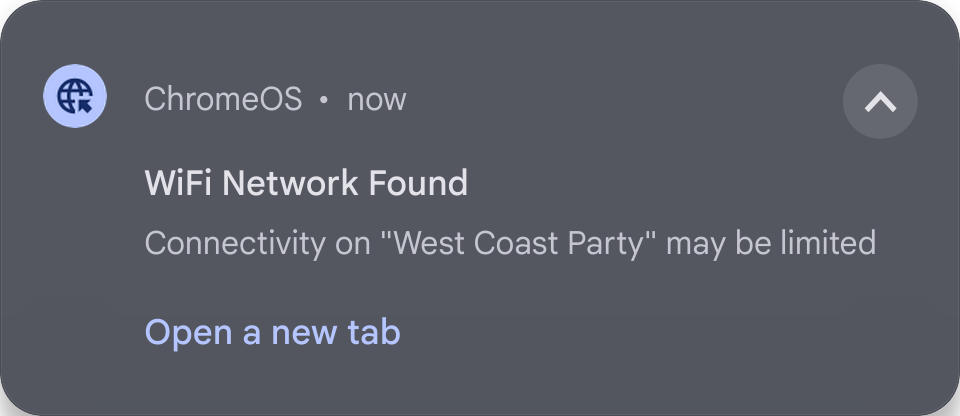 ChromeOS • now
WiFi Network Found
Connectivity on "West Coast Party" may be limited
Open a new tab